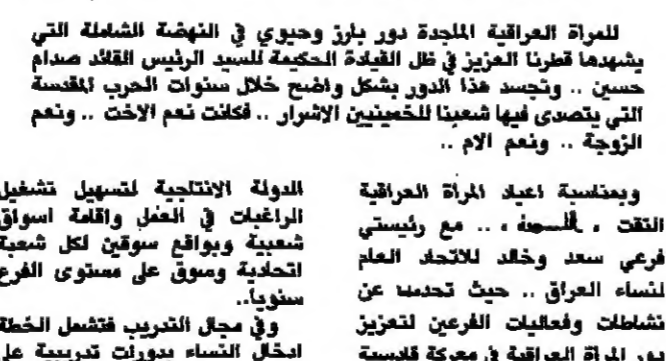 للمرأة العراقية الماجدة دور بارز وحيوي في النهضة الشاملة التي
يشهدها قطرنا العزيز في ظل القيادة الحكيمة للسيد الرئيس القائد صدام
حسين .. وتجسد هذا الدور بشكل واضح خلال سنوات الحرب المقدسة
التي يتصدى فيها شعبنا للخمينيين الاشرار .. فكانت نعم الاخت .. ونعم
الزوجة .. ونعم الام ..
وبمناسبة اعياد المرأة العراقية
التقت .. مع رئيستي
فرعي سعد وخالد للاتحاد العام
لنساء العراق .. حيث عن
نشاطات وفعاليات الفرعين لتعزيز
دور المرأة العراقية في معركة قادسية
الدولة الانتاجية لتسهيل تشغيل
الراغبات في العمل واقامة اسواق
شعبية وبواقع سوقين لكل شعبة
اتحادية وسوق على مستوى الفرع
سنوياً..
وفي مجال التدريب فتشمل الخطة
ادخال النساء بدورات تدريبية على